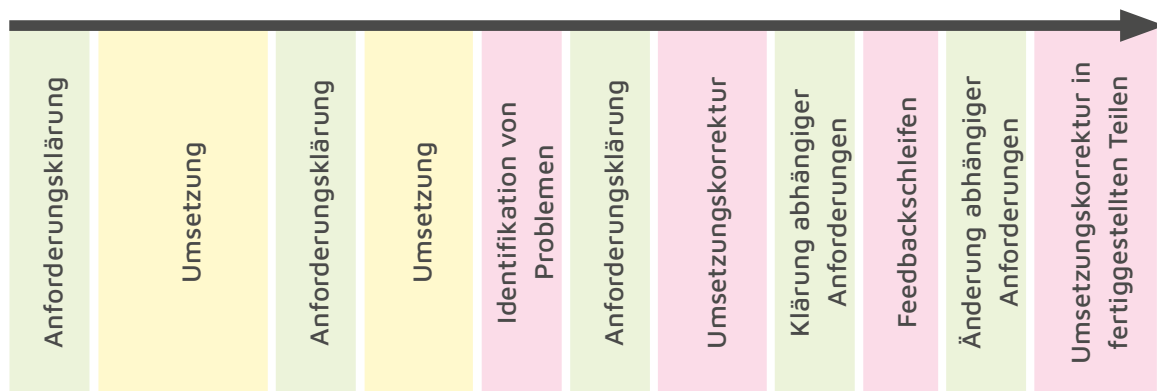 Anforderungsklärung
Umsetzung
Anforderungsklärung
Umsetzung
Identifikation von
Problemen
Anforderungsklärung
Umsetzungskorrektur
Klärung abhängiger
Anforderungen
Feedbackschleifen
Änderung abhängiger
Anforderungen
Umsetzungskorrektur in
fertiggestellten Teilen